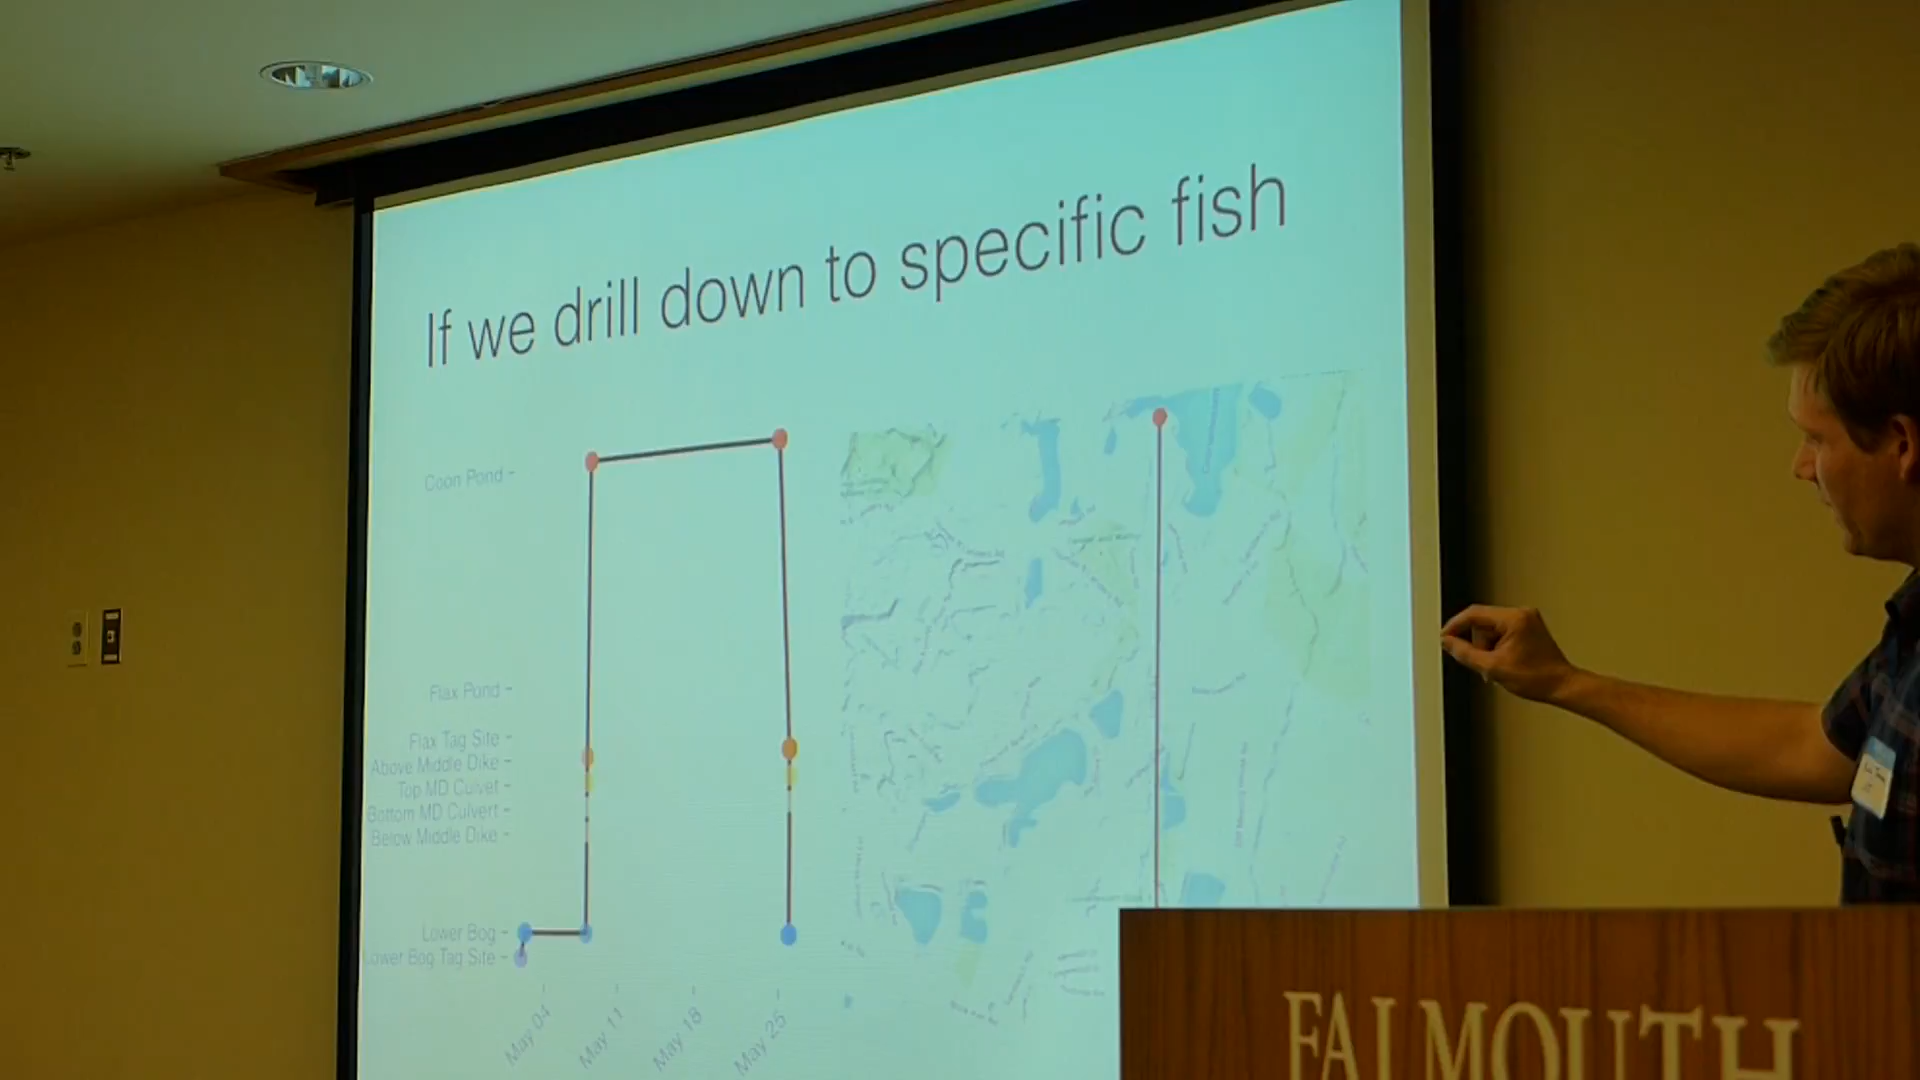 If we drill down to specific fish
Coon Pond
Flax Pond
Flax Tag Site
Above Middle Dike
Top MD Culvet
Bottom MD Culvert
Below Middle Dike
Lower Bog
Lower Bog Tag Site
May 04
May 11
May 18
May 25
FALMOUTH